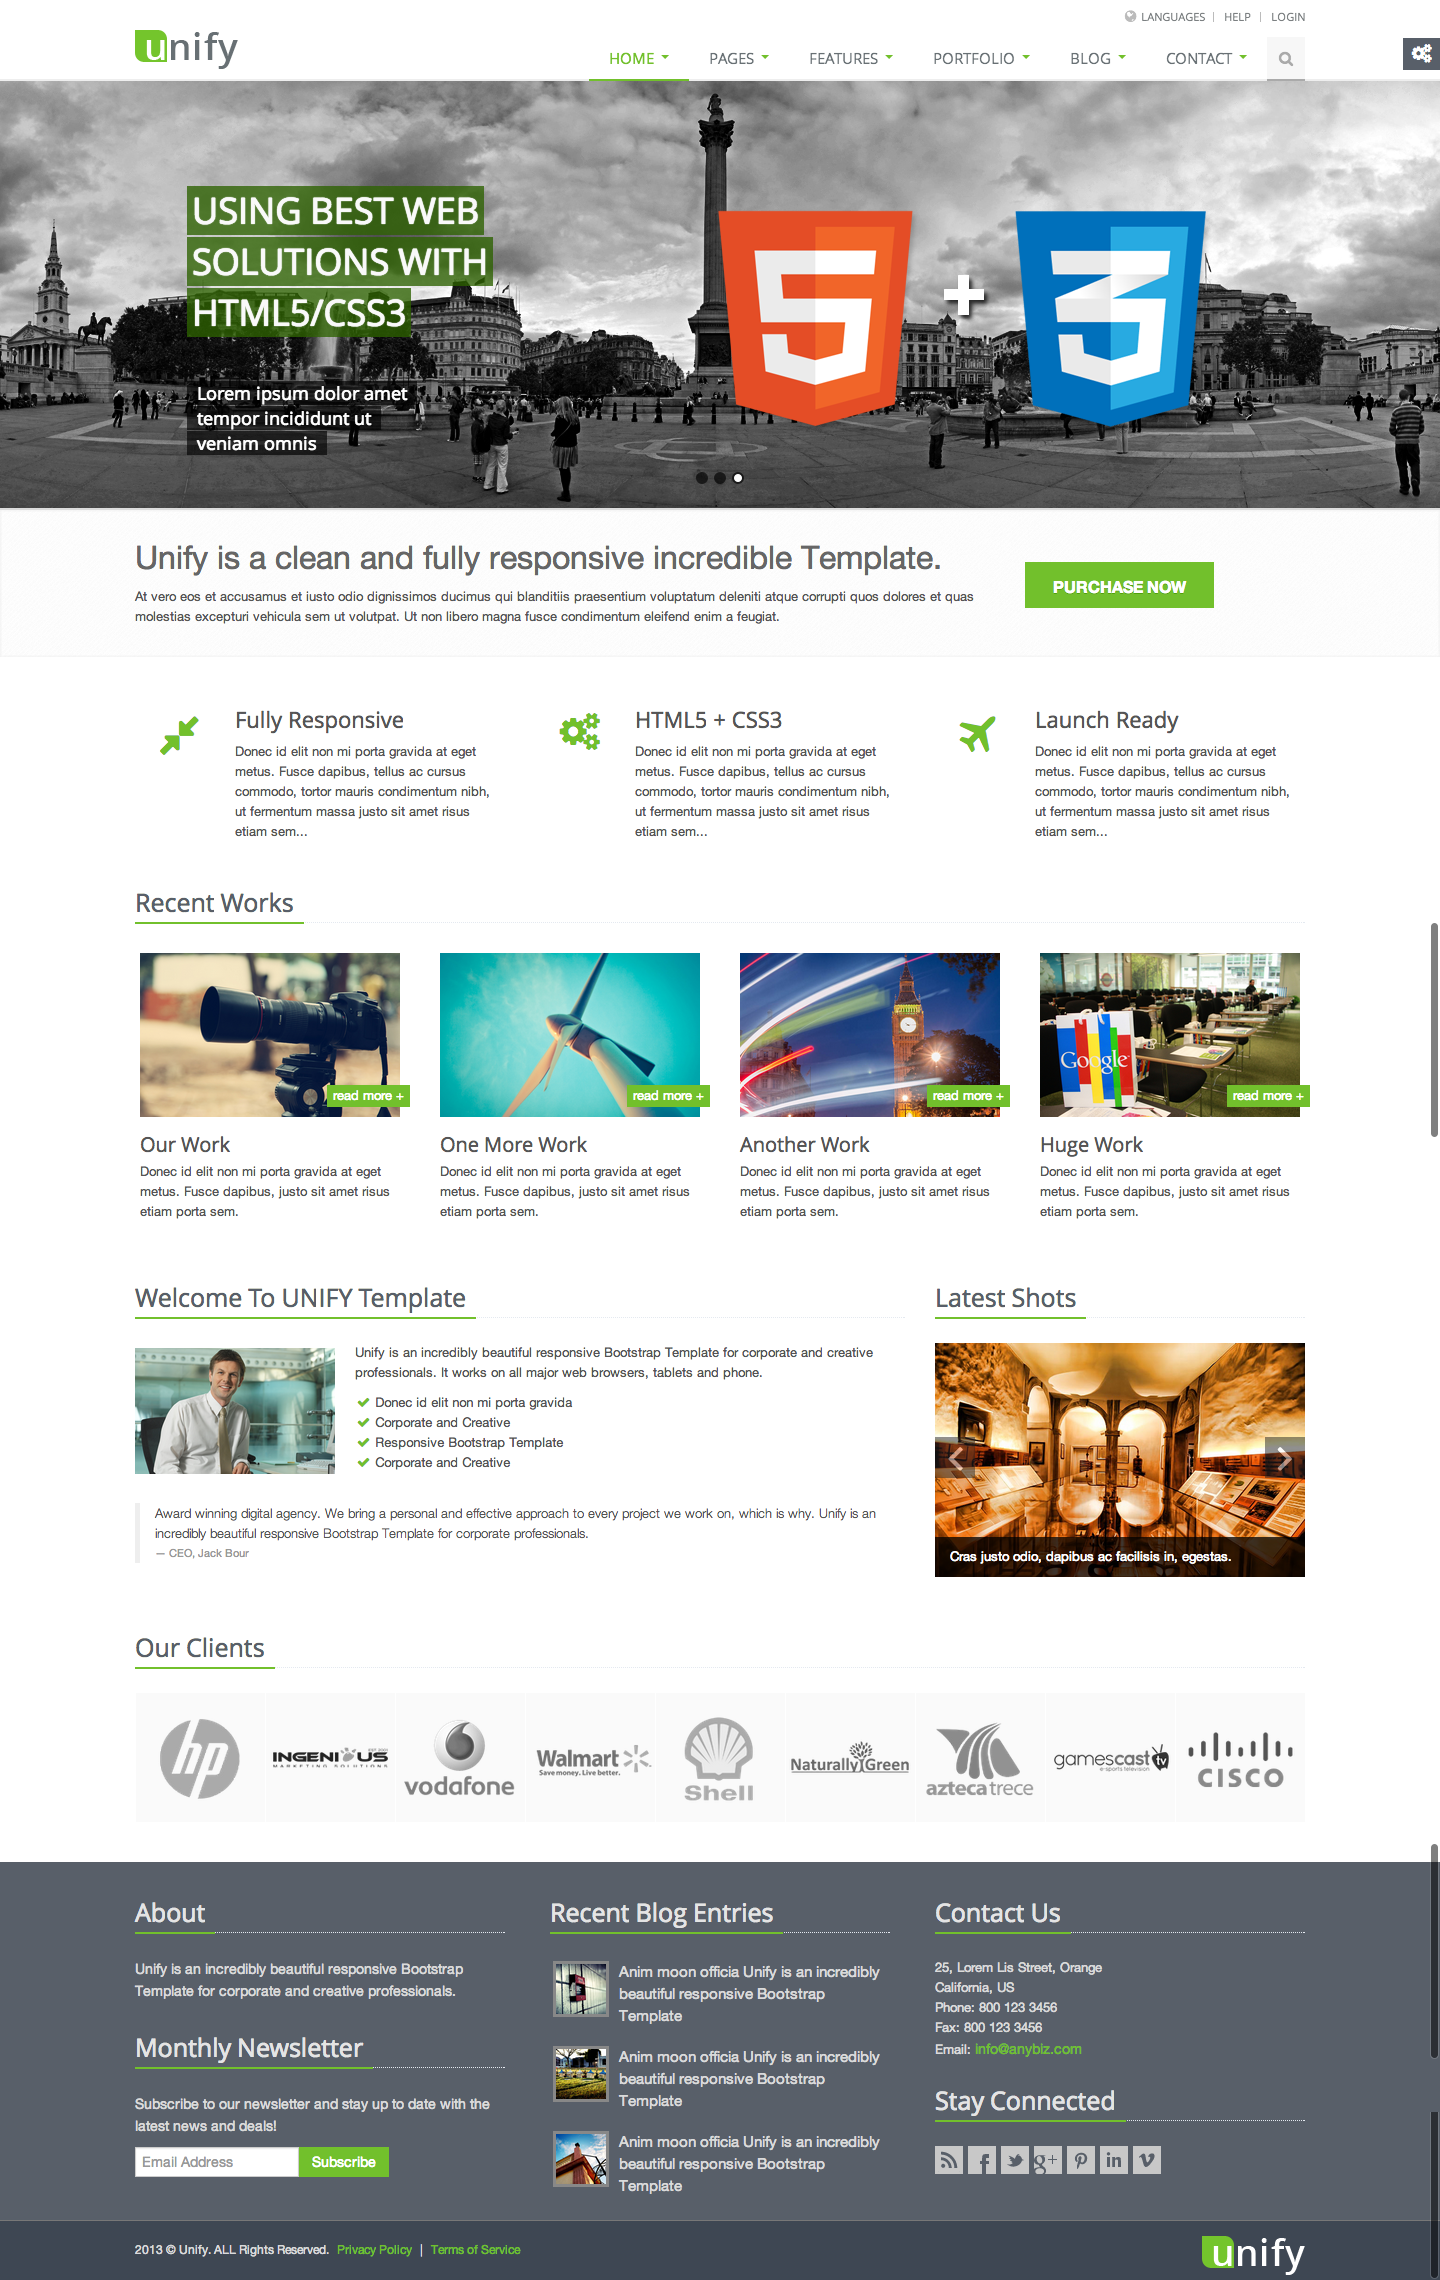 LANGUAGES | HELP | LOGIN
unify
HOME PAGES FEATURES PORTFOLIO BLOG CONTACT
USING BEST WEB
SOLUTIONS WITH
HTML5/CSS3
5 + 3
Lorem ipsum dolor amet
tempor incididunt ut
veniam omnis
Unify is a clean and fully responsive incredible Template.
At vero eos et accusamus et iusto odio dignissimos ducimus qui blanditiis praesentium voluptatum deleniti atque corrupti quos dolores et quas
molestias excepturi vehicula sem ut volutpat. Ut non libero magna fusce condimentum eleifend enim a feugiat.
PURCHASE NOW
Fully Responsive
Donec id elit non mi porta gravida at eget
metus. Fusce dapibus, tellus ac cursus
commodo, tortor mauris condimentum nibh,
ut fermentum massa justo sit amet risus
etiam sem...
HTML5 + CSS3
Donec id elit non mi porta gravida at eget
metus. Fusce dapibus, tellus ac cursus
commodo, tortor mauris condimentum nibh,
ut fermentum massa justo sit amet risus
etiam sem...
Launch Ready
Donec id elit non mi porta gravida at eget
metus. Fusce dapibus, tellus ac cursus
commodo, tortor mauris condimentum nibh,
ut fermentum massa justo sit amet risus
etiam sem...
Recent Works
read more +
Our Work
Donec id elit non mi porta gravida at eget
metus. Fusce dapibus, justo sit amet risus
etiam porta sem.
read more +
One More Work
Donec id elit non mi porta gravida at eget
metus. Fusce dapibus, justo sit amet risus
etiam porta sem.
read more +
Another Work
Donec id elit non mi porta gravida at eget
metus. Fusce dapibus, justo sit amet risus
etiam porta sem.
Google
read more +
Huge Work
Donec id elit non mi porta gravida at eget
metus. Fusce dapibus, justo sit amet risus
etiam porta sem.
Welcome To UNIFY Template
Unify is an incredibly beautiful responsive Bootstrap Template for corporate and creative
professionals. It works on all major web browsers, tablets and phone.
Donec id elit non mi porta gravida
Corporate and Creative
Responsive Bootstrap Template
Corporate and Creative
Award winning digital agency. We bring a personal and effective approach to every project we work on, which is why. Unify is an
incredibly beautiful responsive Bootstrap Template for corporate professionals.
— CEO, Jack Bour
Latest Shots
Cras justo odio, dapibus ac facilisis in, egestas.
Our Clients
hp
INGENIUS
MARKETING SOLUTIONS
vodafone
Walmart
Save money. Live better.
Shell
Naturally Green
azteca trece
gamescast tv
e-sports television
CISCO
About
Unify is an incredibly beautiful responsive Bootstrap
Template for corporate and creative professionals.
Monthly Newsletter
Subscribe to our newsletter and stay up to date with the
latest news and deals!
Email Address
Subscribe
Recent Blog Entries
Anim moon officia Unify is an incredibly
beautiful responsive Bootstrap
Template
Anim moon officia Unify is an incredibly
beautiful responsive Bootstrap
Template
Anim moon officia Unify is an incredibly
beautiful responsive Bootstrap
Template
Contact Us
25, Lorem Lis Street, Orange
California, US
Phone: 800 123 3456
Fax: 800 123 3456
Email: info@anybiz.com
Stay Connected
2013 © Unify. ALL Rights Reserved. Privacy Policy | Terms of Service
unify